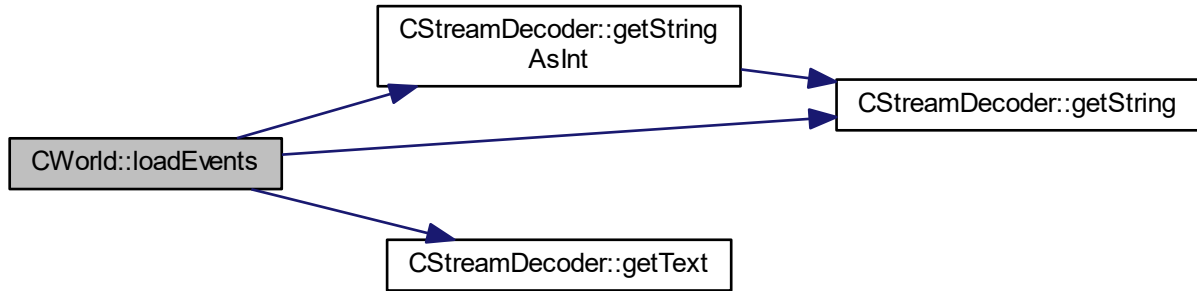 CStreamDecoder::getString
AsInt
CStreamDecoder::getString
CWorld::loadEvents
CStreamDecoder::getText